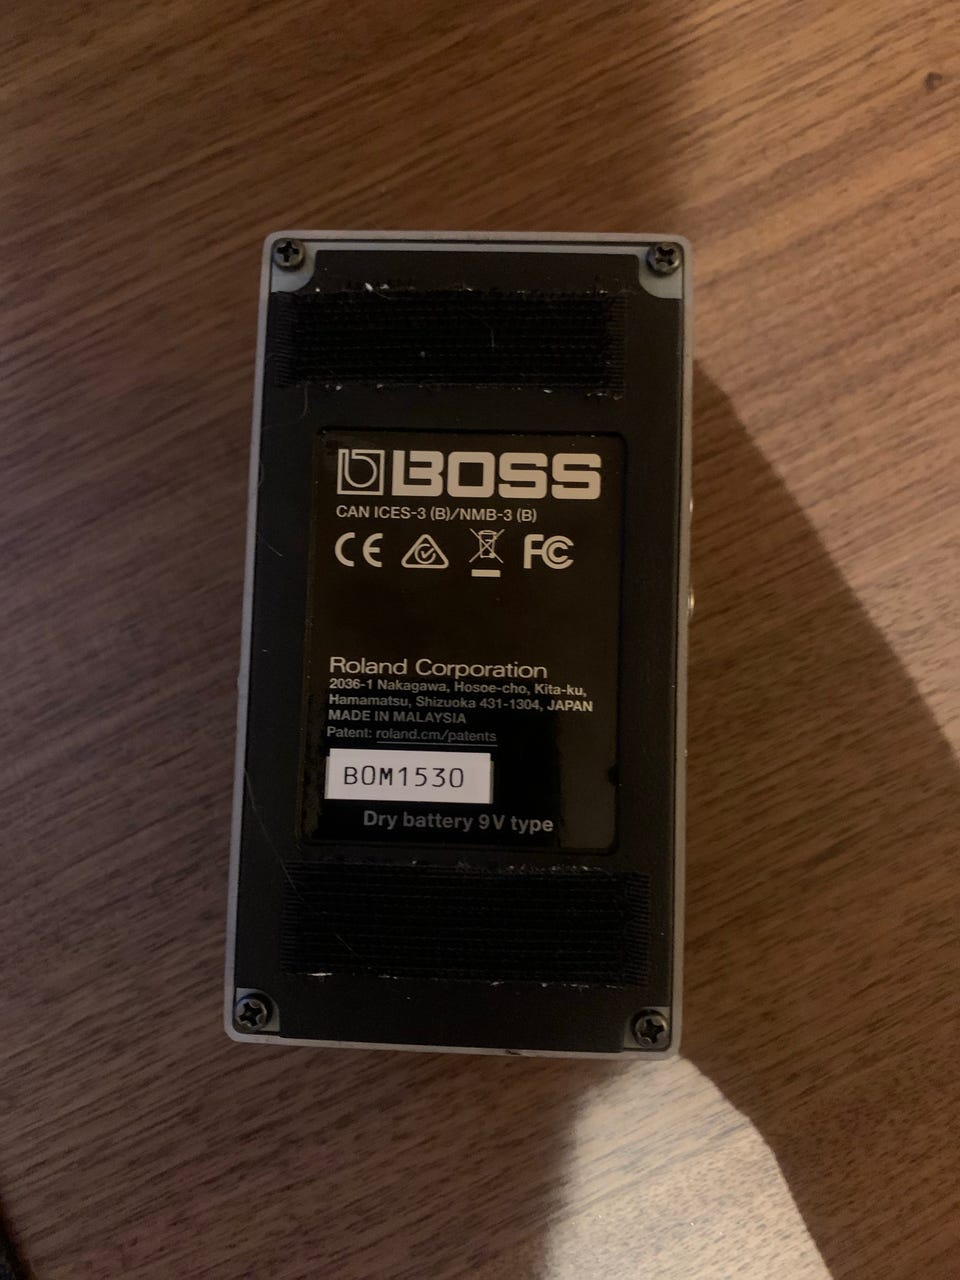 BOSS
CAN ICES-3 (B)/NMB-3 (B)
CE FC
Roland Corporation
2036-1 Nakagawa, Hosoe-cho, Kita-ku,
Hamamatsu, Shizuoka 431-1304, JAPAN
MADE IN MALAYSIA
Patent: roland.cm/patents
B0M1530
Dry battery 9V type